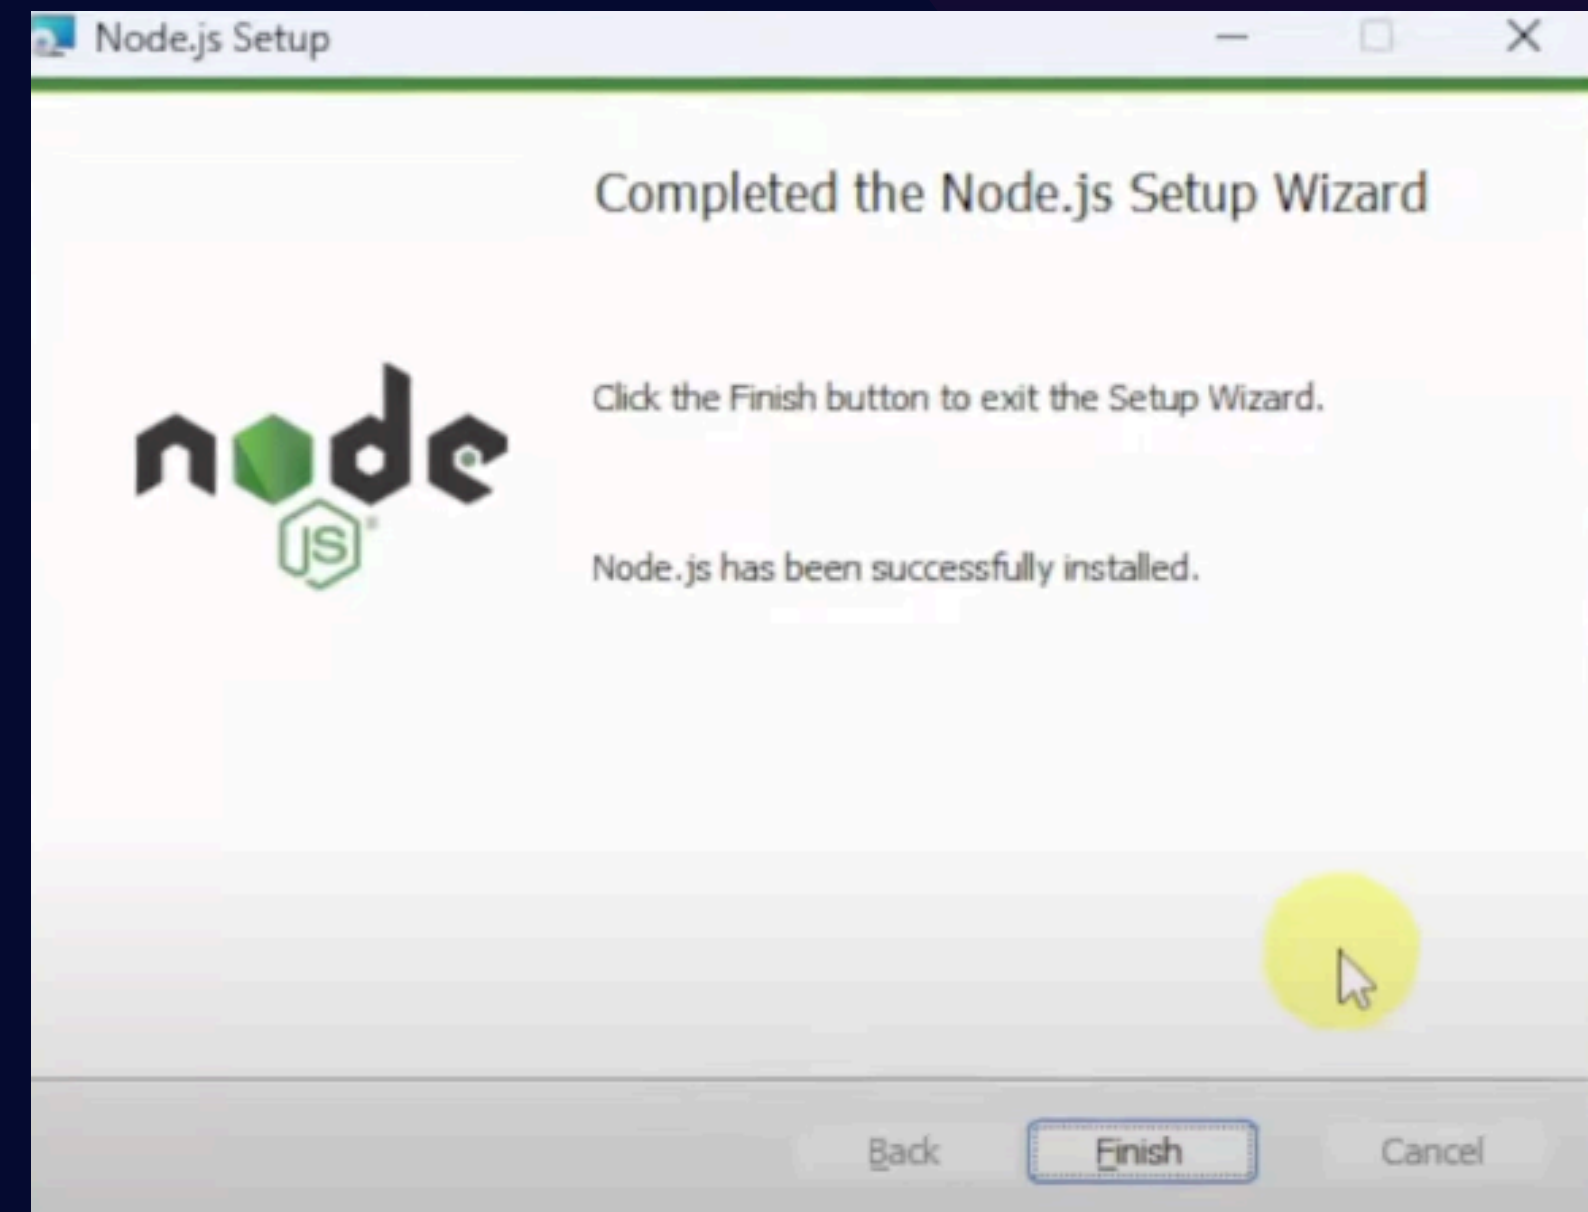 Node.js Setup
Completed the Node.js Setup Wizard
Click the Finish button to exit the Setup Wizard.
node
JS
Node.js has been successfully installed.
Back
Finish
Cancel